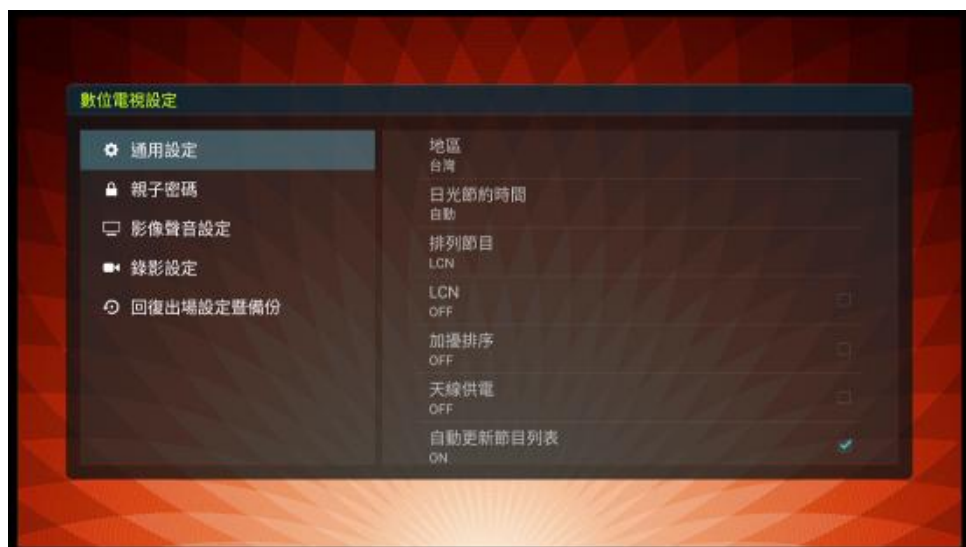 數位電視設定
通用設定
親子密碼
影像聲音設定
錄影設定
回復出場設定暨備份
地區
台灣
日光節約時間
自動
排列節目
LCN
LCN
OFF
加擾排序
OFF
天線供電
OFF
自動更新節目列表
ON